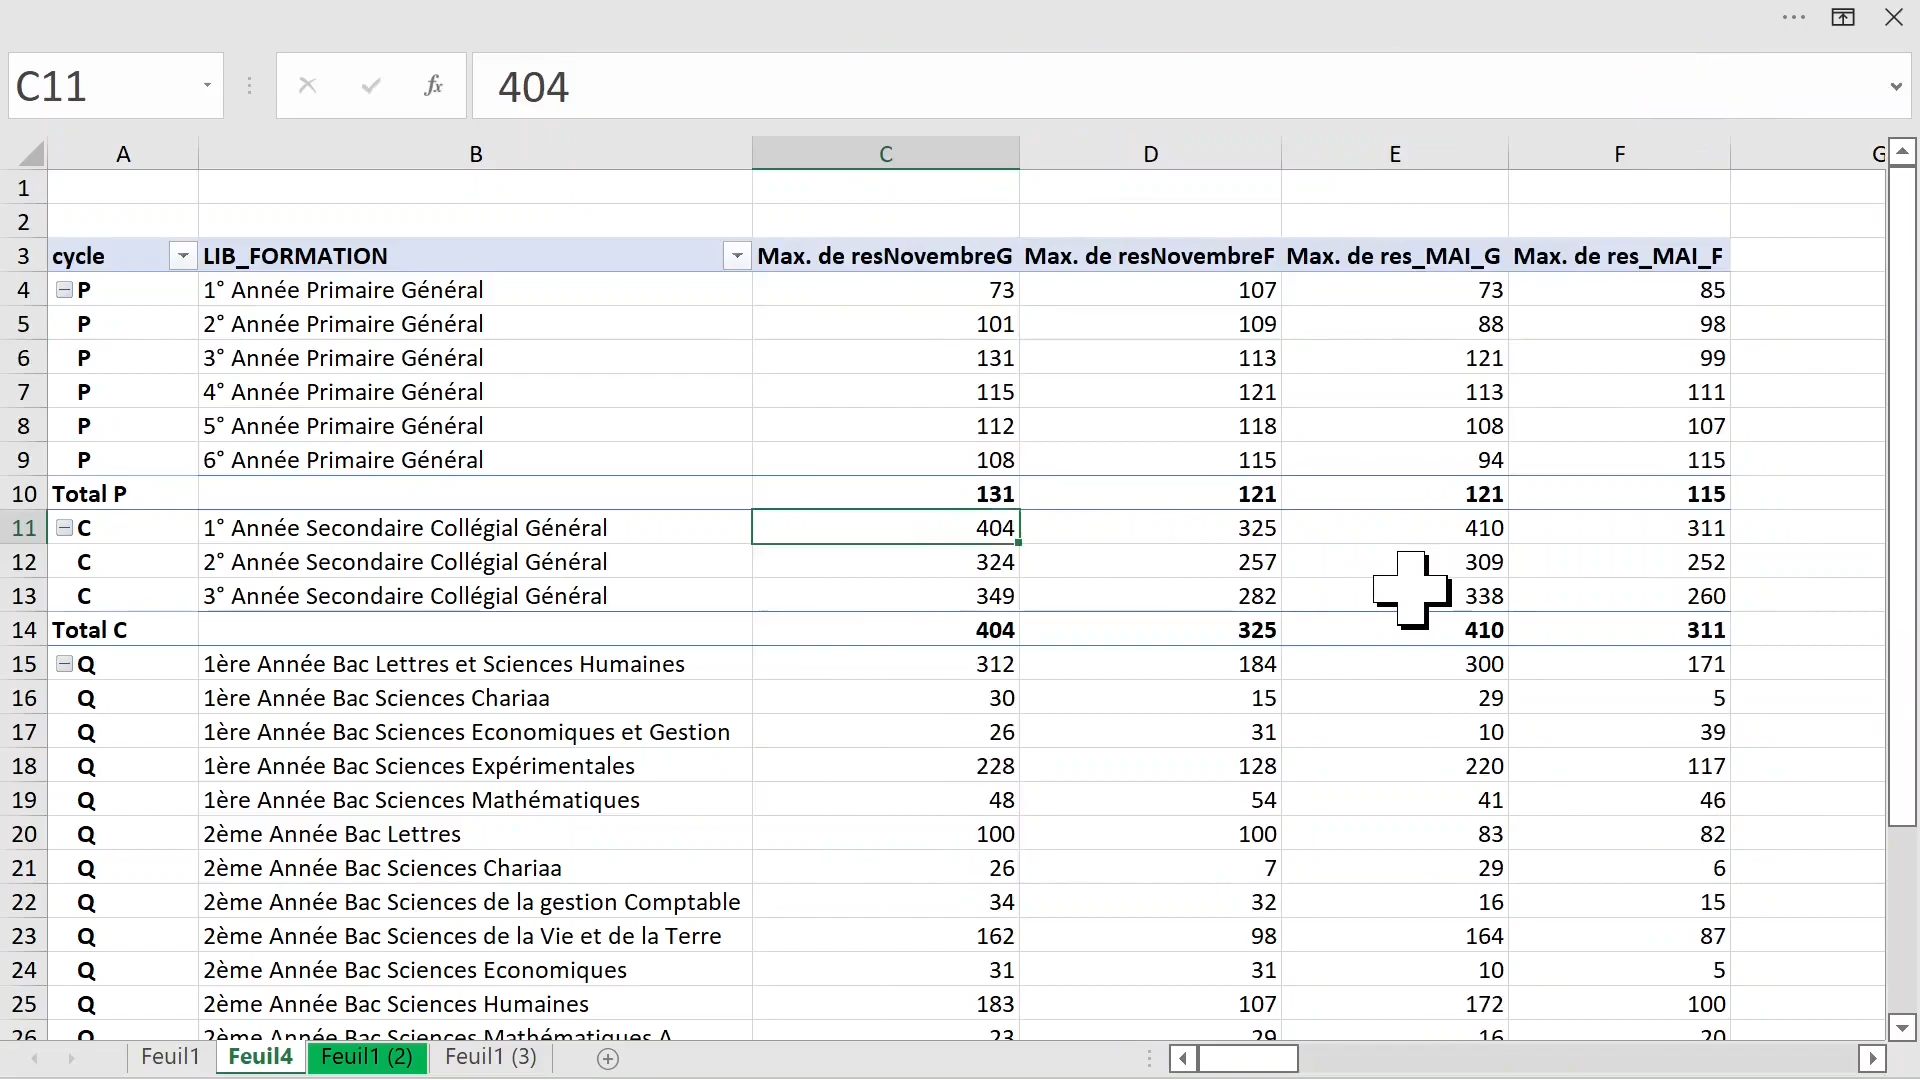 C11 fx 404
A B C D E F G
1
2
3 cycle LIB_FORMATION Max. de resNovembreG Max. de resNovembreF Max. de res_MAI_G Max. de res_MAI_F
4 P 1° Année Primaire Général 73 107 73 85
5 P 2° Année Primaire Général 101 109 88 98
6 P 3° Année Primaire Général 131 113 121 99
7 P 4° Année Primaire Général 115 121 113 111
8 P 5° Année Primaire Général 112 118 108 107
9 P 6° Année Primaire Général 108 115 94 115
10 Total P 131 121 121 115
11 C 1° Année Secondaire Collégial Général 404 325 410 311
12 C 2° Année Secondaire Collégial Général 324 257 309 252
13 C 3° Année Secondaire Collégial Général 349 282 338 260
14 Total C 404 325 410 311
15 Q 1ère Année Bac Lettres et Sciences Humaines 312 184 300 171
16 Q 1ère Année Bac Sciences Chariaa 30 15 29 5
17 Q 1ère Année Bac Sciences Economiques et Gestion 26 31 10 39
18 Q 1ère Année Bac Sciences Expérimentales 228 128 220 117
19 Q 1ère Année Bac Sciences Mathématiques 48 54 41 46
20 Q 2ème Année Bac Lettres 100 100 83 82
21 Q 2ème Année Bac Sciences Chariaa 26 7 29 6
22 Q 2ème Année Bac Sciences de la gestion Comptable 34 32 16 15
23 Q 2ème Année Bac Sciences de la Vie et de la Terre 162 98 164 87
24 Q 2ème Année Bac Sciences Economiques 31 31 10 5
25 Q 2ème Année Bac Sciences Humaines 183 107 172 100
26 Q 2ème Année Bac Sciences Mathématiques A 23 29 16 20
Feuil1 Feuil4 Feuil1 (2) Feuil1 (3)